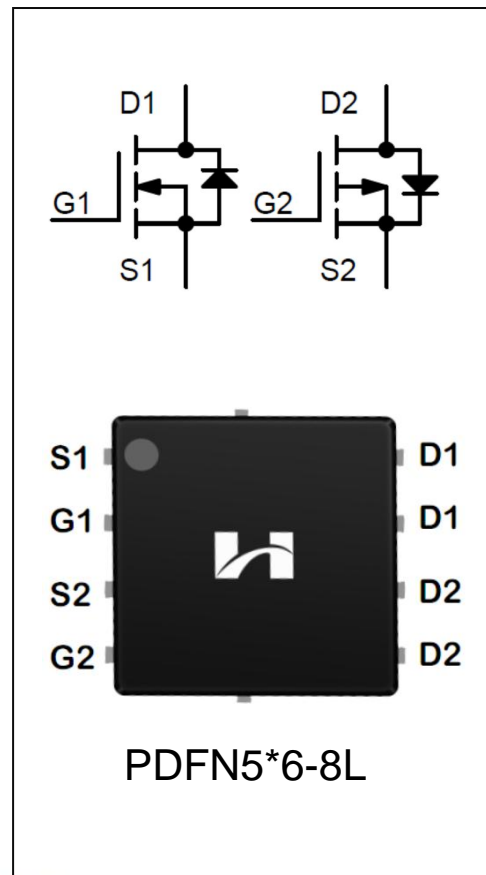 D1 D2
G1 G2
S1 S2
S1 D1
G1 D1
S2 D2
G2 D2
PDFN5*6-8L